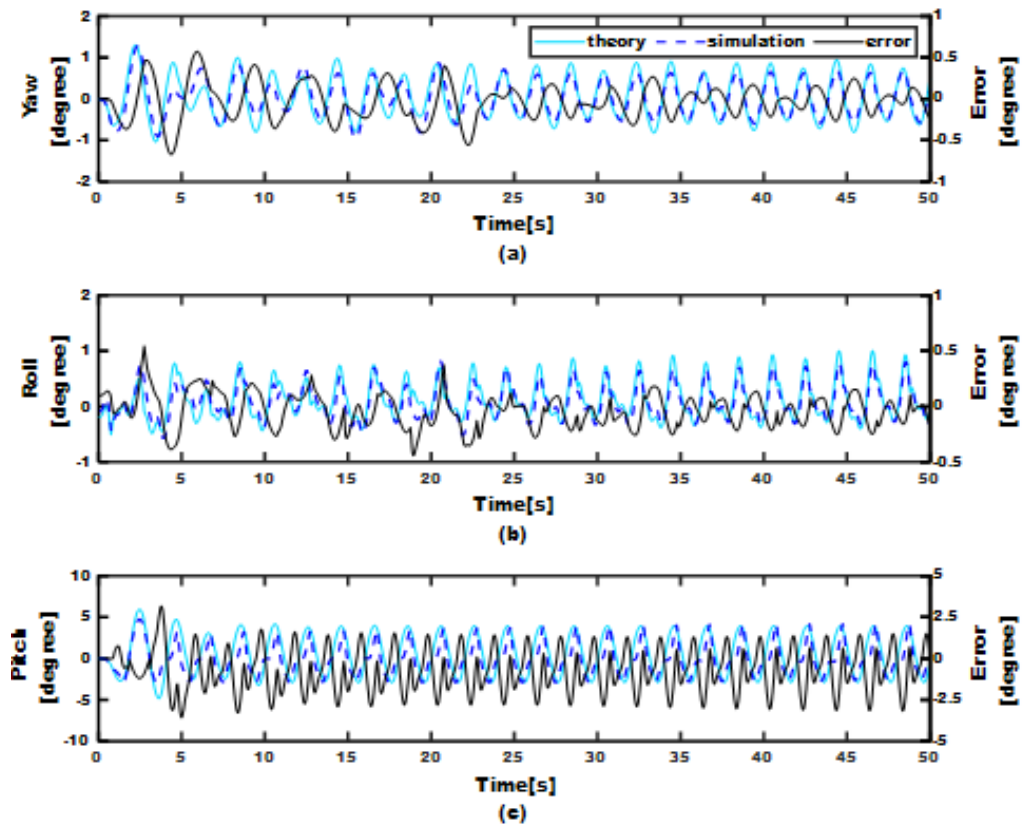 2
1
0
-1
-2
Yaw
[degree]
theory
simulation
error
1
0.5
0
-0.5
-1
Error
[degree]
0 5 10 15 20 25 30 35 40 45 50
Time[s]
(a)
2
1
0
-1
Roll
[degree]
1
0.5
0
-0.5
Error
[degree]
0 5 10 15 20 25 30 35 40 45 50
Time[s]
(b)
10
5
0
-5
-10
Pitch
[degree]
5
2.5
0
-2.5
-5
Error
[degree]
0 5 10 15 20 25 30 35 40 45 50
Time[s]
(c)